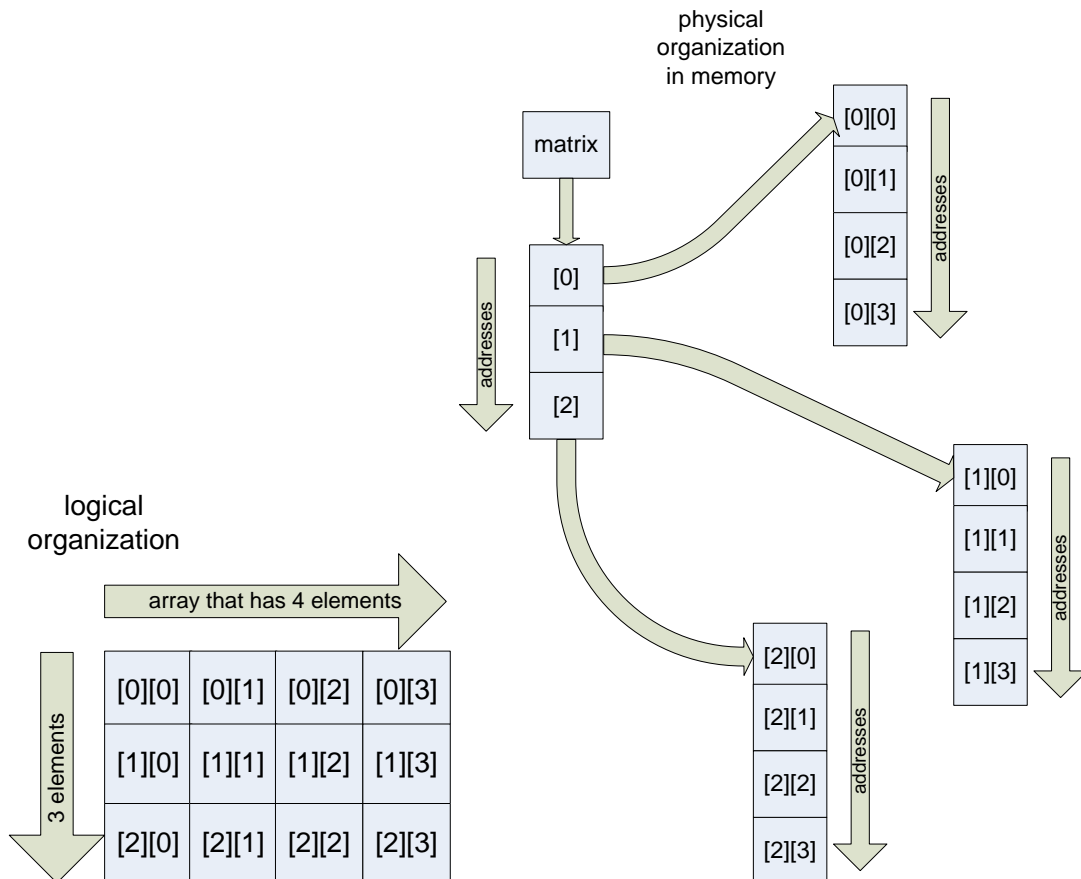 physical
organization
in memory
matrix
[0]
[1]
[2]
addresses
[0][0]
[0][1]
[0][2]
[0][3]
addresses
[1][0]
[1][1]
[1][2]
[1][3]
addresses
[2][0]
[2][1]
[2][2]
[2][3]
addresses
logical
organization
array that has 4 elements
3 elements
[0][0] [0][1] [0][2] [0][3]
[1][0] [1][1] [1][2] [1][3]
[2][0] [2][1] [2][2] [2][3]